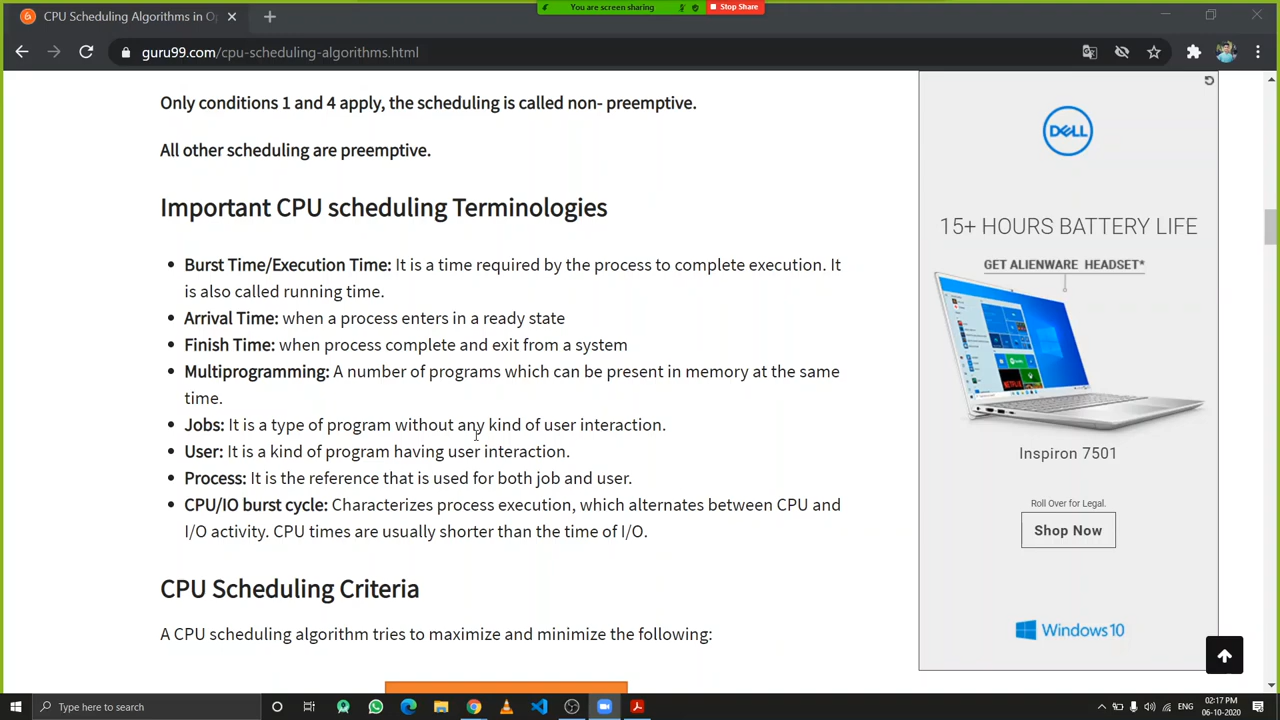 CPU Scheduling Algorithms in Op
You are screen sharing
Stop Share
guru99.com/cpu-scheduling-algorithms.html
Only conditions 1 and 4 apply, the scheduling is called non- preemptive.
All other scheduling are preemptive.
Important CPU scheduling Terminologies
Burst Time/Execution Time: It is a time required by the process to complete execution. It
is also called running time.
Arrival Time: when a process enters in a ready state
Finish Time: when process complete and exit from a system
Multiprogramming: A number of programs which can be present in memory at the same
time.
Jobs: It is a type of program without any kind of user interaction.
User: It is a kind of program having user interaction.
Process: It is the reference that is used for both job and user.
CPU/IO burst cycle: Characterizes process execution, which alternates between CPU and
I/O activity. CPU times are usually shorter than the time of I/O.
CPU Scheduling Criteria
A CPU scheduling algorithm tries to maximize and minimize the following:
DELL
15+ HOURS BATTERY LIFE
GET ALIENWARE HEADSET*
Inspiron 7501
Roll Over for Legal.
Shop Now
Windows 10
Type here to search
ENG
02:17 PM
06-10-2020